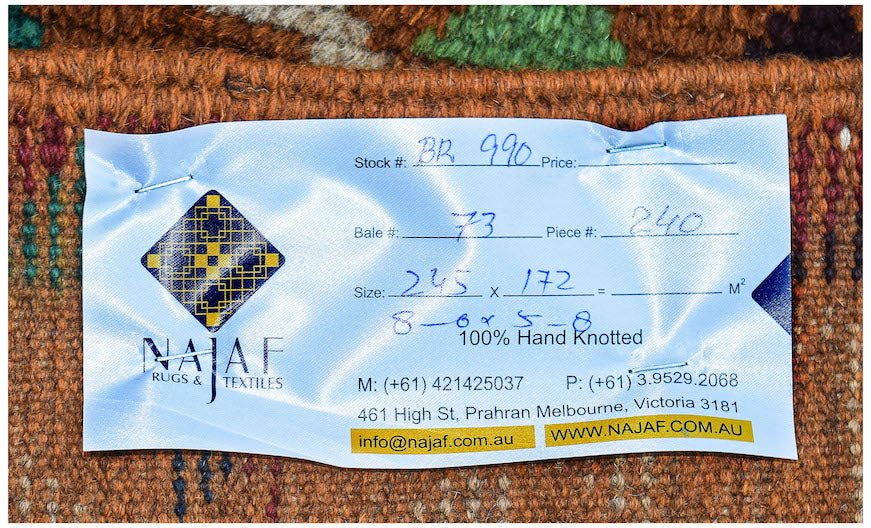 NAJAF
RUGS & TEXTILES
Stock #: BR 990 Price:
Bale #: 73 Piece #: 240
Size: 245 X 172 = M²
8-0 x 5-8
100% Hand Knotted
M: (+61) 421425037 P: (+61) 3.9529.2068
461 High St, Prahran Melbourne, Victoria 3181
info@najaf.com.au WWW.NAJAF.COM.AU